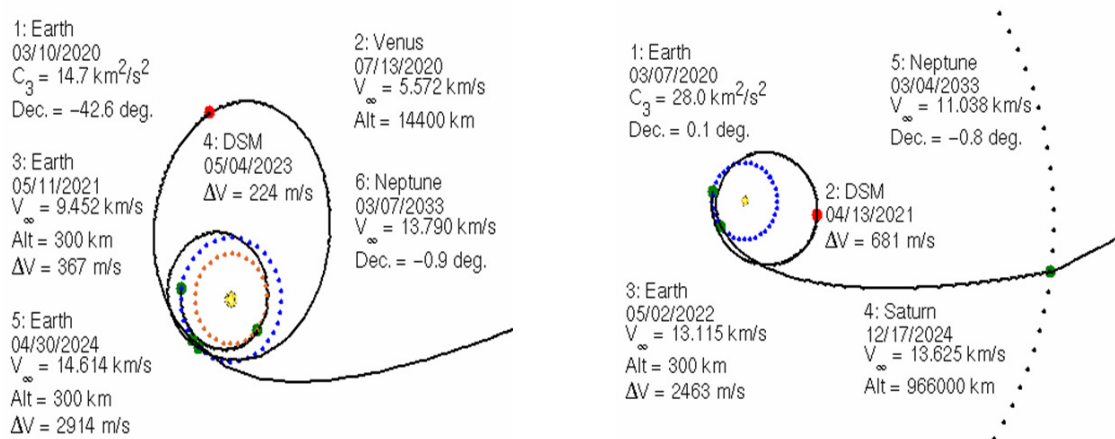 1: Earth
03/10/2020
C₃ = 14.7 km²/s²
Dec. = −42.6 deg.
2: Venus
07/13/2020
V∞ = 5.572 km/s
Alt = 14400 km
3: Earth
05/11/2021
V∞ = 9.452 km/s
Alt = 300 km
ΔV = 367 m/s
4: DSM
05/04/2023
ΔV = 224 m/s
5: Earth
04/30/2024
V∞ = 14.614 km/s
Alt = 300 km
ΔV = 2914 m/s
6: Neptune
03/07/2033
V∞ = 13.790 km/s
Dec. = −0.9 deg.
1: Earth
03/07/2020
C₃ = 28.0 km²/s²
Dec. = 0.1 deg.
2: DSM
04/13/2021
ΔV = 681 m/s
3: Earth
05/02/2022
V∞ = 13.115 km/s
Alt = 300 km
ΔV = 2463 m/s
4: Saturn
12/17/2024
V∞ = 13.625 km/s
Alt = 966000 km
5: Neptune
03/04/2033
V∞ = 11.038 km/s
Dec. = −0.8 deg.